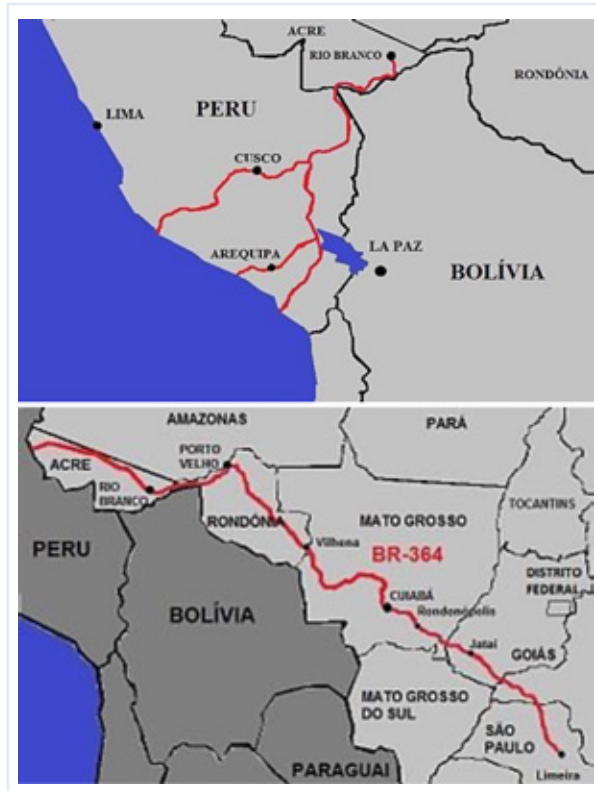 ACRE
RIO BRANCO
RONDÔNIA
LIMA
PERU
CUSCO
AREQUIPA
LA PAZ
BOLÍVIA
AMAZONAS
PARÁ
PORTO
VELHO
ACRE
RIO
BRANCO
TOCANTINS
RONDÔNIA
MATO GROSSO
Vilhena
PERU
BR-364
DISTRITO
FEDERAL
CUIABÁ
BOLÍVIA
Rondonópolis
Jataí
GOIÁS
MATO GROSSO
DO SUL
SÃO
PAULO
PARAGUAI
Limeira